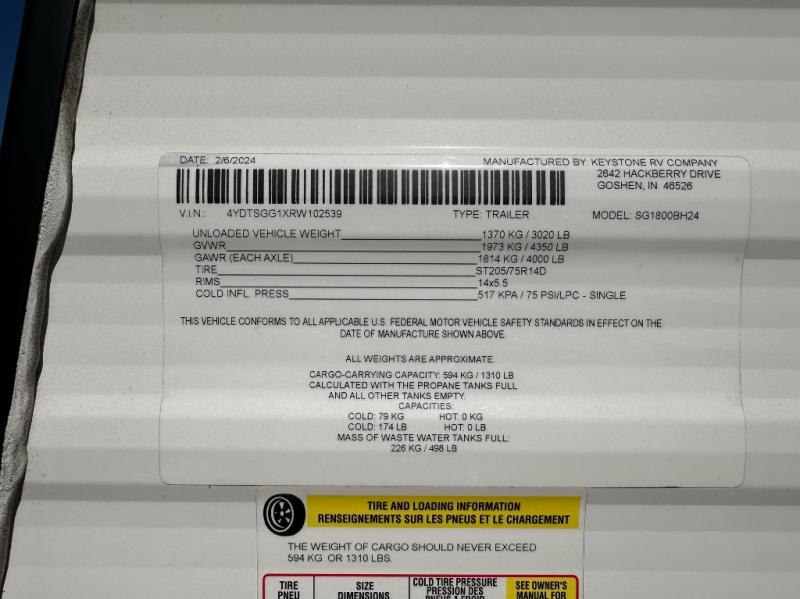 DATE: 2/6/2024 MANUFACTURED BY: KEYSTONE RV COMPANY
2642 HACKBERRY DRIVE
GOSHEN, IN 46526
V.I.N.: 4YDTSGG1XRW102539 TYPE: TRAILER MODEL: SG1800BH24
UNLOADED VEHICLE WEIGHT 1370 KG / 3020 LB
GVWR 1973 KG / 4350 LB
GAWR (EACH AXLE) 1814 KG / 4000 LB
TIRE ST205/75R14D
RIMS 14x5.5
COLD INFL. PRESS 517 KPA / 75 PSI/LPC - SINGLE
THIS VEHICLE CONFORMS TO ALL APPLICABLE U.S. FEDERAL MOTOR VEHICLE SAFETY STANDARDS IN EFFECT ON THE
DATE OF MANUFACTURE SHOWN ABOVE.
ALL WEIGHTS ARE APPROXIMATE.
CARGO-CARRYING CAPACITY: 594 KG / 1310 LB
CALCULATED WITH THE PROPANE TANKS FULL
AND ALL OTHER TANKS EMPTY.
CAPACITIES:
COLD: 79 KG HOT: 0 KG
COLD: 174 LB HOT: 0 LB
MASS OF WASTE WATER TANKS FULL:
226 KG / 498 LB
TIRE AND LOADING INFORMATION
RENSEIGNEMENTS SUR LES PNEUS ET LE CHARGEMENT
THE WEIGHT OF CARGO SHOULD NEVER EXCEED
594 KG OR 1310 LBS.
TIRE SIZE COLD TIRE PRESSURE SEE OWNER'S
PNEU DIMENSIONS PRESSION DES MANUAL FOR
PNEUS A FROID